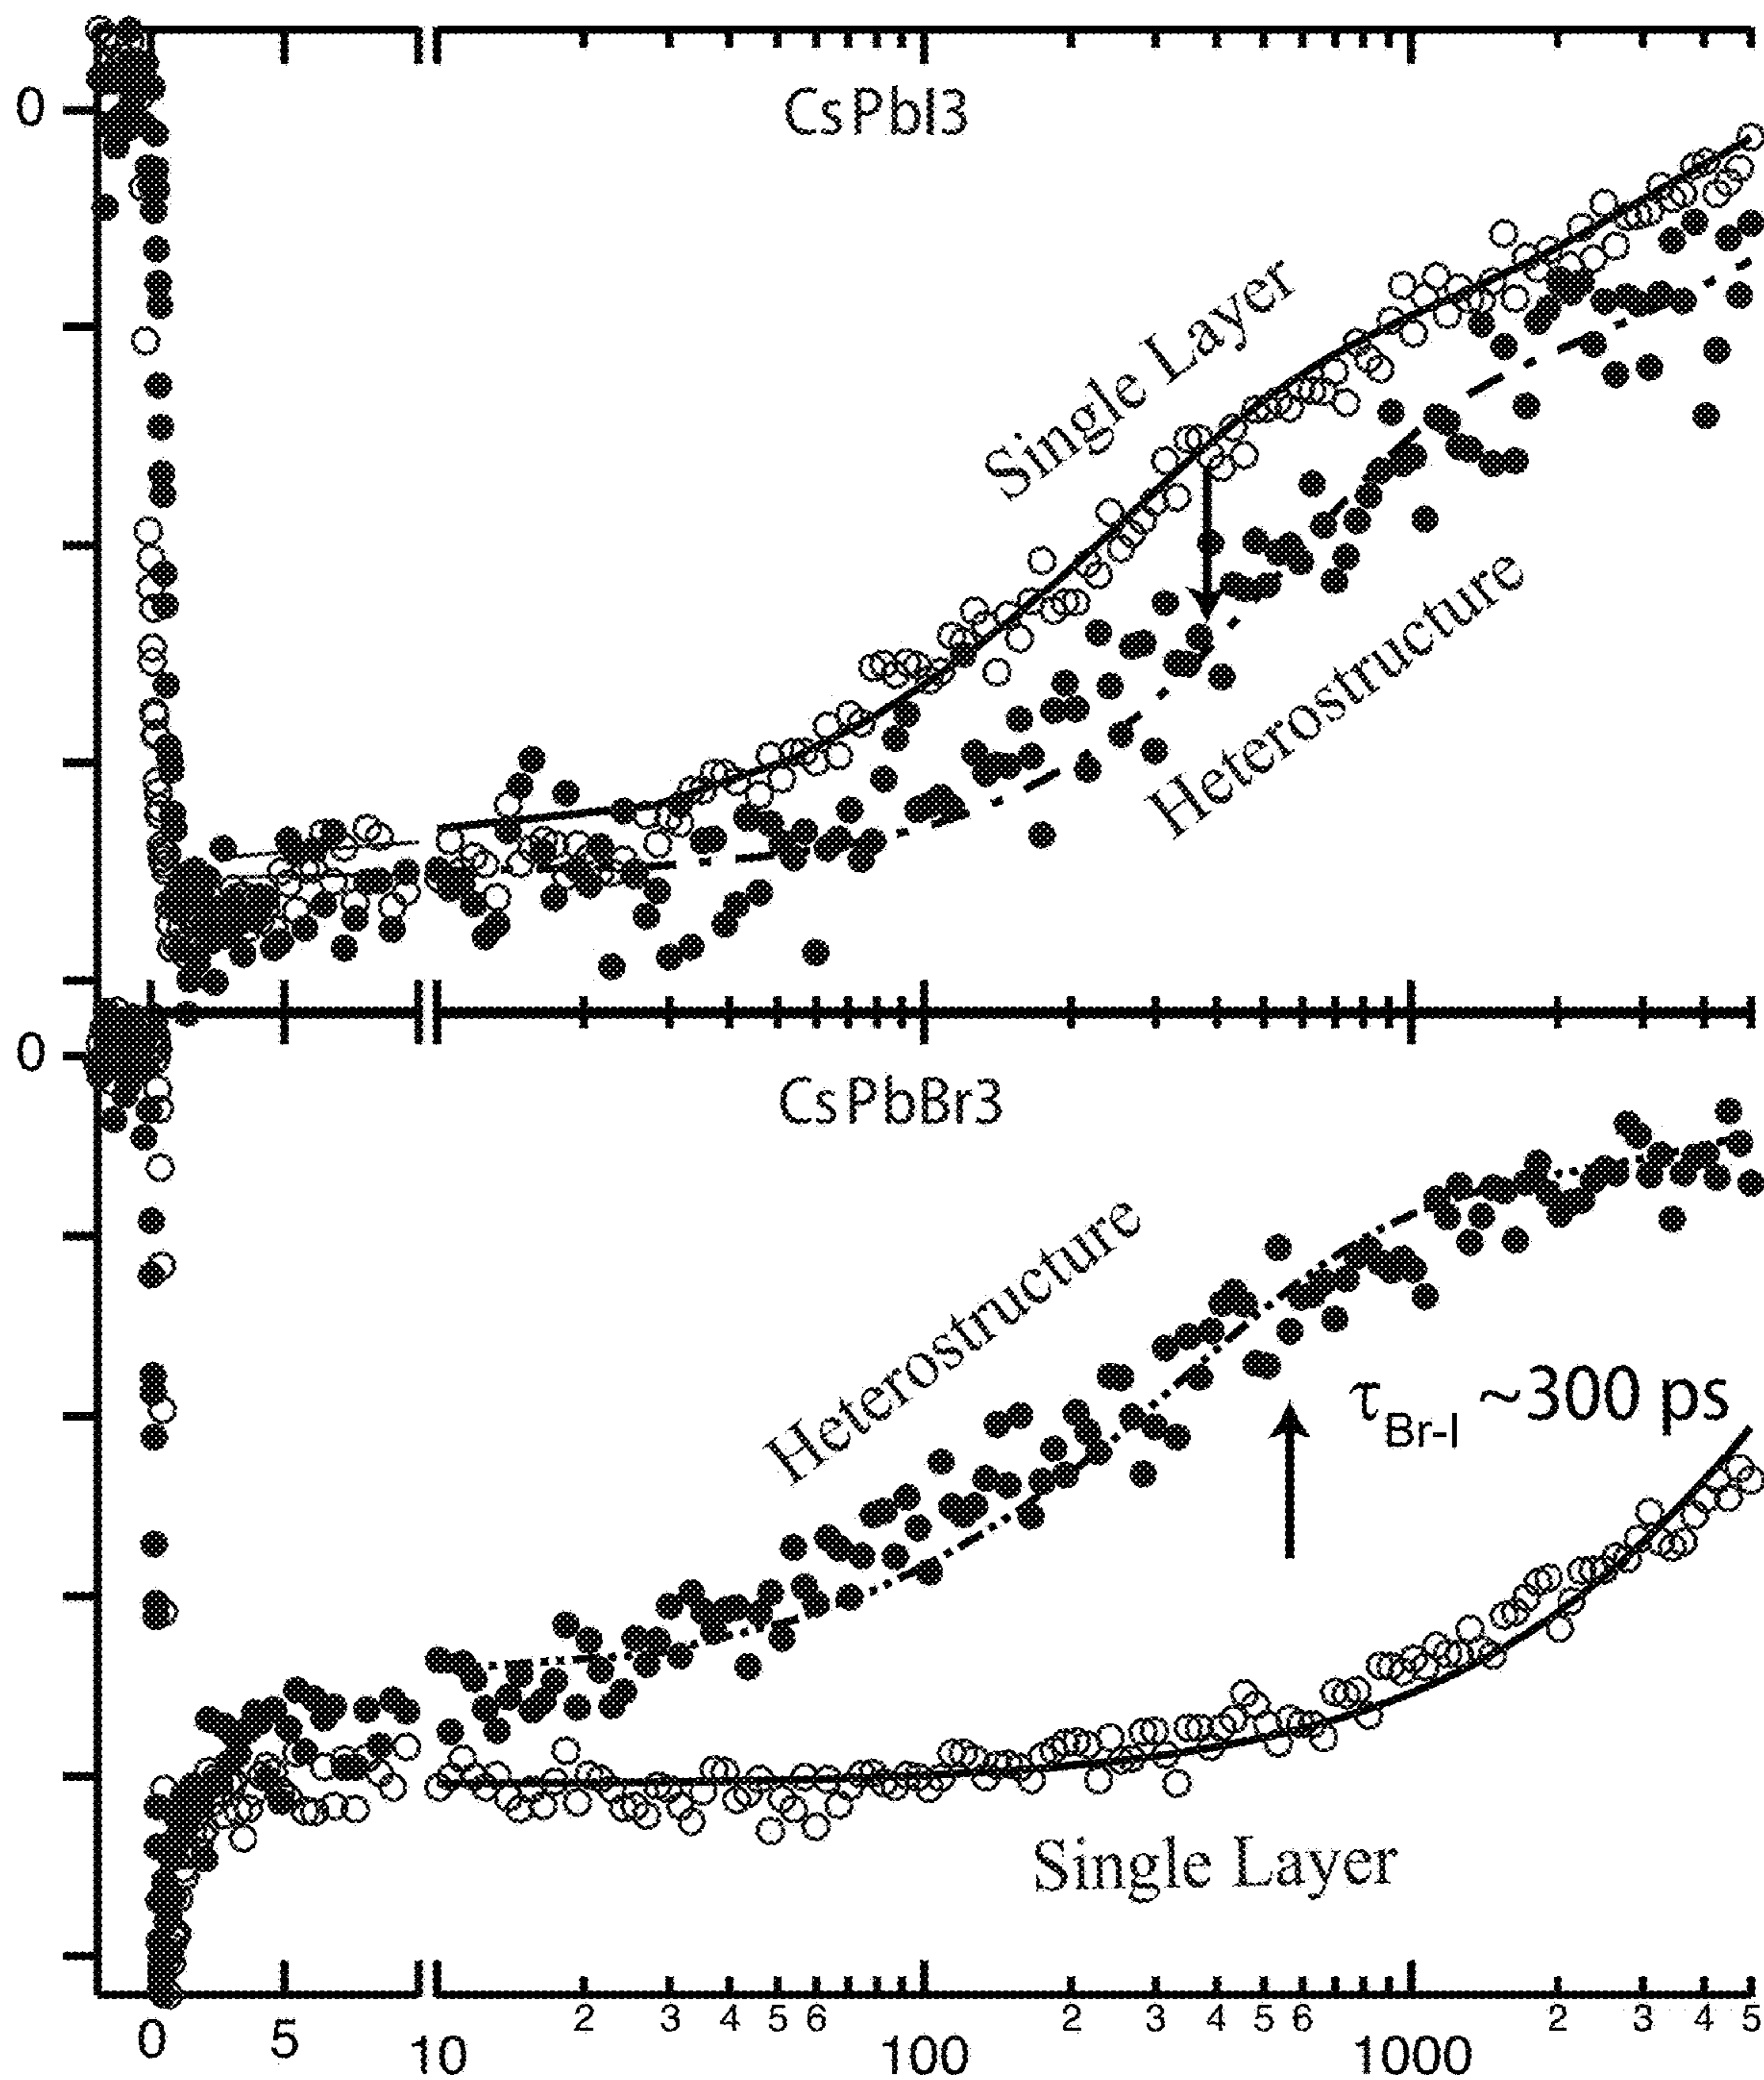 0
CsPbI3
Single Layer
Heterostructure
0
CsPbBr3
Heterostructure
τBr-I ~300 ps
Single Layer
2 3 4 5 6 2 3 4 5 6 2 3 4 5
0 5 10 100 1000